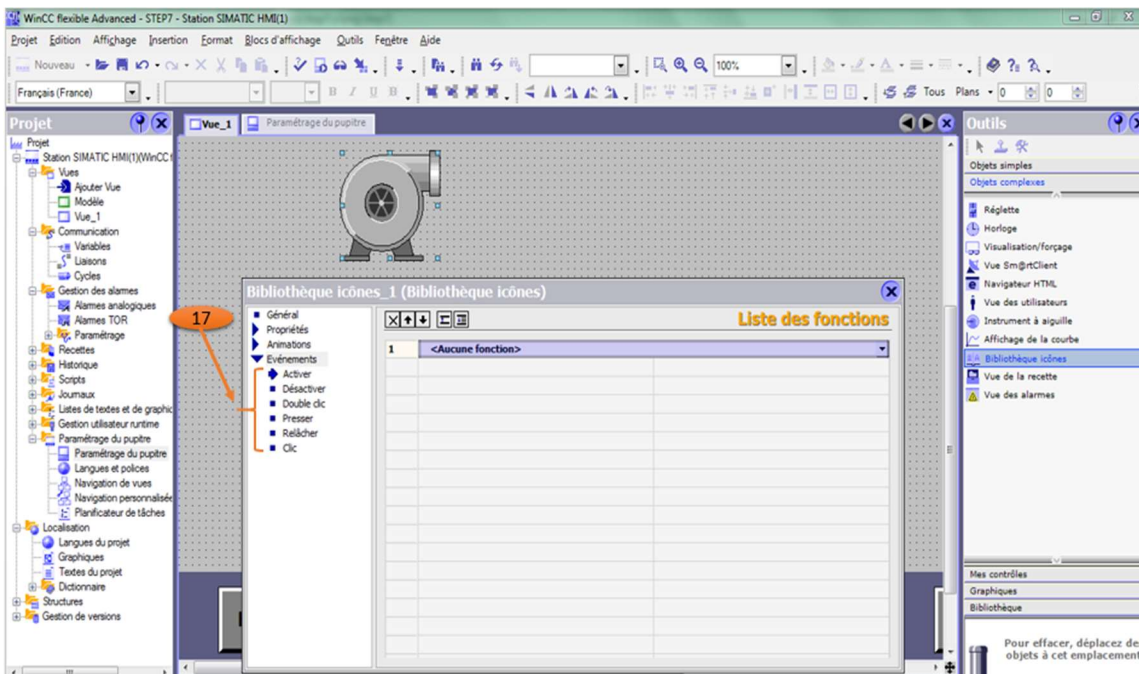 WinCC flexible Advanced - STEP7 - Station SIMATIC HMI(1)
Projet Edition Affichage Insertion Format Blocs d'affichage Outils Fenêtre Aide
Nouveau 100%
Français (France) B I U B Tous Plans 0 0
Projet
Projet
Station SIMATIC HMI(1)(WinCC f
Vues
Ajouter Vue
Modèle
Vue_1
Communication
Variables
Liaisons
Cycles
Gestion des alarmes
Alarmes analogiques
Alarmes TOR
Paramétrage
Recettes
Historique
Scripts
Journaux
Listes de textes et de graphic
Gestion utilisateur runtime
Paramétrage du pupitre
Paramétrage du pupitre
Langues et polices
Navigation de vues
Navigation personnalisée
Planificateur de tâches
Localisation
Langues du projet
Graphiques
Textes du projet
Dictionnaire
Structures
Gestion de versions
Vue_1 Paramétrage du pupitre
17
Bibliothèque icônes_1 (Bibliothèque icônes)
Général
Propriétés
Animations
Evénements
Activer
Désactiver
Double clic
Presser
Relâcher
Clic
Liste des fonctions
1 <Aucune fonction>
Outils
Objets simples
Objets complexes
Réglette
Horloge
Visualisation/forçage
Vue Sm@rtClient
Navigateur HTML
Vue des utilisateurs
Instrument à aiguille
Affichage de la courbe
Bibliothèque icônes
Vue de la recette
Vue des alarmes
Mes contrôles
Graphiques
Bibliothèque
Pour effacer, déplacez de
objets à cet emplacement